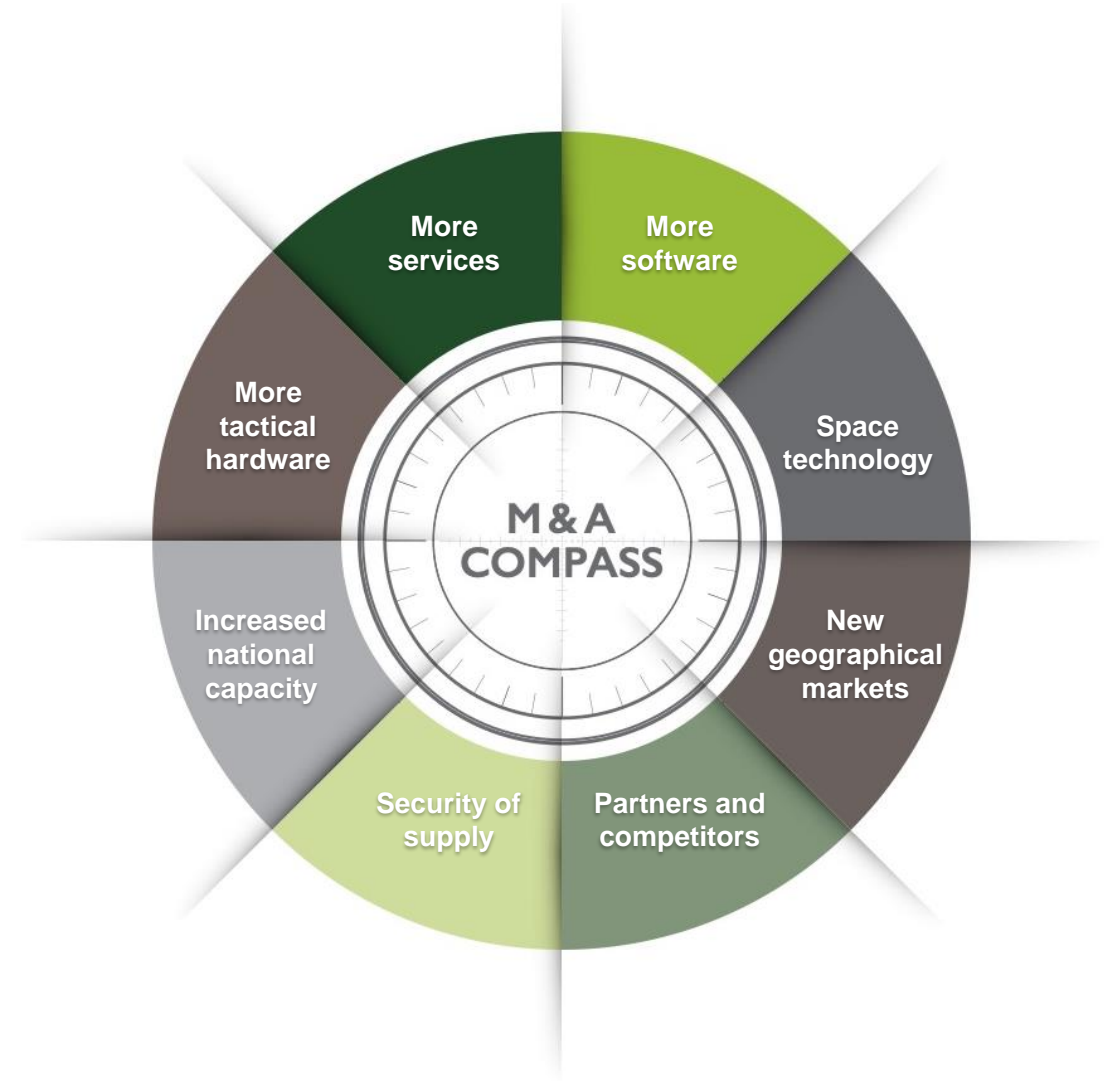 More
services
More
software
More
tactical
hardware
Space
technology
M & A
COMPASS
Increased
national
capacity
New
geographical
markets
Security of
supply
Partners and
competitors